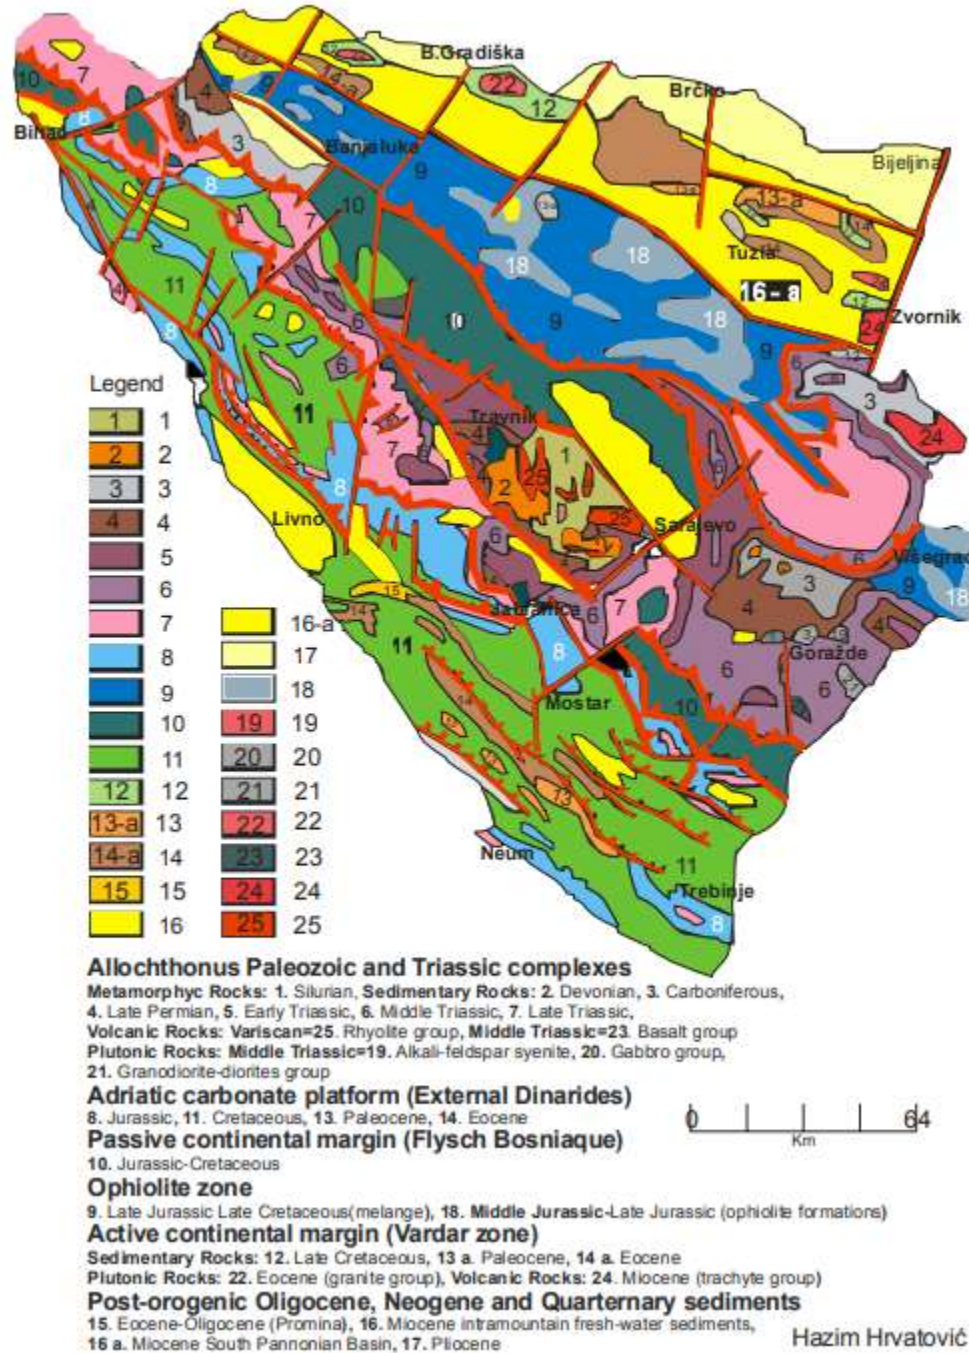 B.Gradiška
Brčko
Bihać
Banjaluka
Bijeljina
Tuzla
16-a
Zvornik
Legend
Travnik
Livno
Sarajevo
Višegrad
Jablanica
Goražde
Mostar
Neum
Trebinje
1 1
2 2
3 3
4 4
5
6
7
8
9
10
11
12 12
13-a 13
14-a 14
15 15
16
16-a
17
18
19 19
20 20
21 21
22 22
23 23
24 24
25 25
Allochthonus Paleozoic and Triassic complexes
Metamorphyc Rocks: 1. Silurian, Sedimentary Rocks: 2. Devonian, 3. Carboniferous,
4. Late Permian, 5. Early Triassic, 6. Middle Triassic, 7. Late Triassic,
Volcanic Rocks: Variscan=25. Rhyolite group, Middle Triassic=23. Basalt group
Plutonic Rocks: Middle Triassic=19. Alkali-feldspar syenite, 20. Gabbro group,
21. Granodiorite-diorites group
Adriatic carbonate platform (External Dinarides)
8. Jurassic, 11. Cretaceous, 13. Paleocene, 14. Eocene
0 64
Km
Passive continental margin (Flysch Bosniaque)
10. Jurassic-Cretaceous
Ophiolite zone
9. Late Jurassic Late Cretaceous(melange), 18. Middle Jurassic-Late Jurassic (ophiolite formations)
Active continental margin (Vardar zone)
Sedimentary Rocks: 12. Late Cretaceous, 13 a. Paleocene, 14 a. Eocene
Plutonic Rocks: 22. Eocene (granite group), Volcanic Rocks: 24. Miocene (trachyte group)
Post-orogenic Oligocene, Neogene and Quarternary sediments
15. Eocene-Oligocene (Promina), 16. Miocene intramountain fresh-water sediments,
16 a. Miocene South Pannonian Basin, 17. Pliocene
Hazim Hrvatović